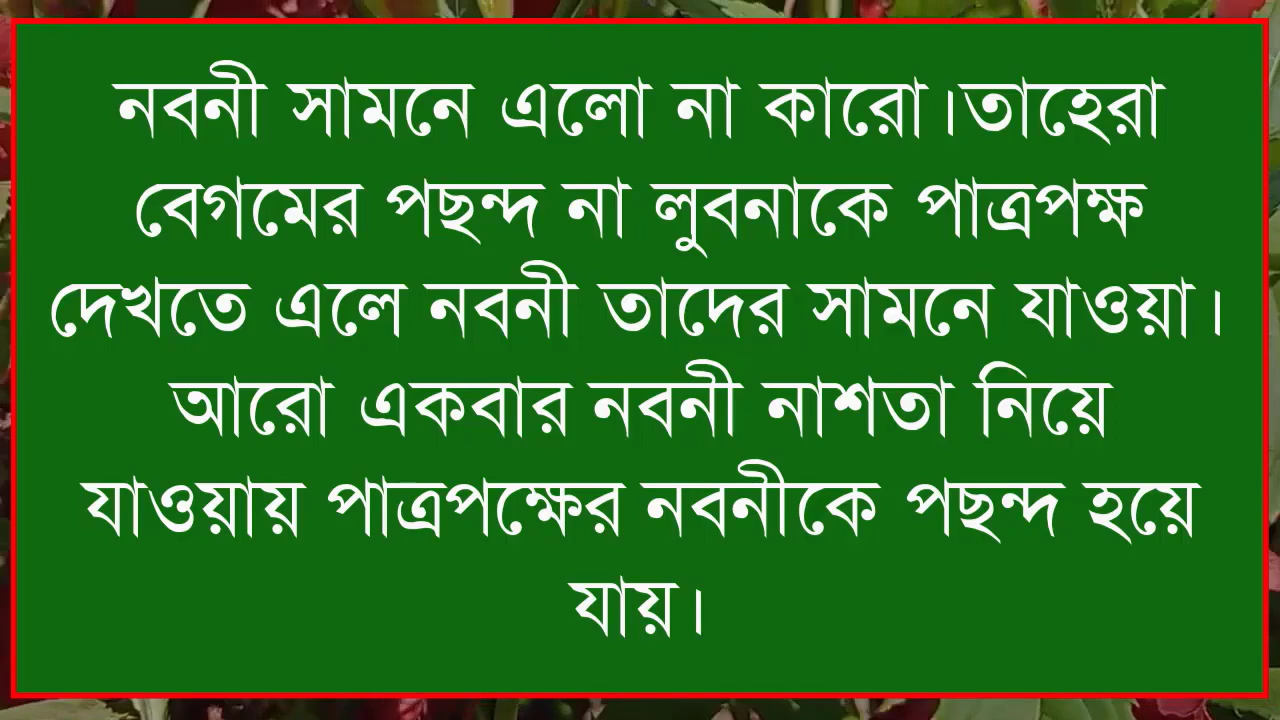 নবনী সামনে এলো না কারো।তাহেরা
বেগমের পছন্দ না লুবনাকে পাত্রপক্ষ
দেখতে এলে নবনী তাদের সামনে যাওয়া।
আরো একবার নবনী নাশতা নিয়ে
যাওয়ায় পাত্রপক্ষের নবনীকে পছন্দ হয়ে
যায়।